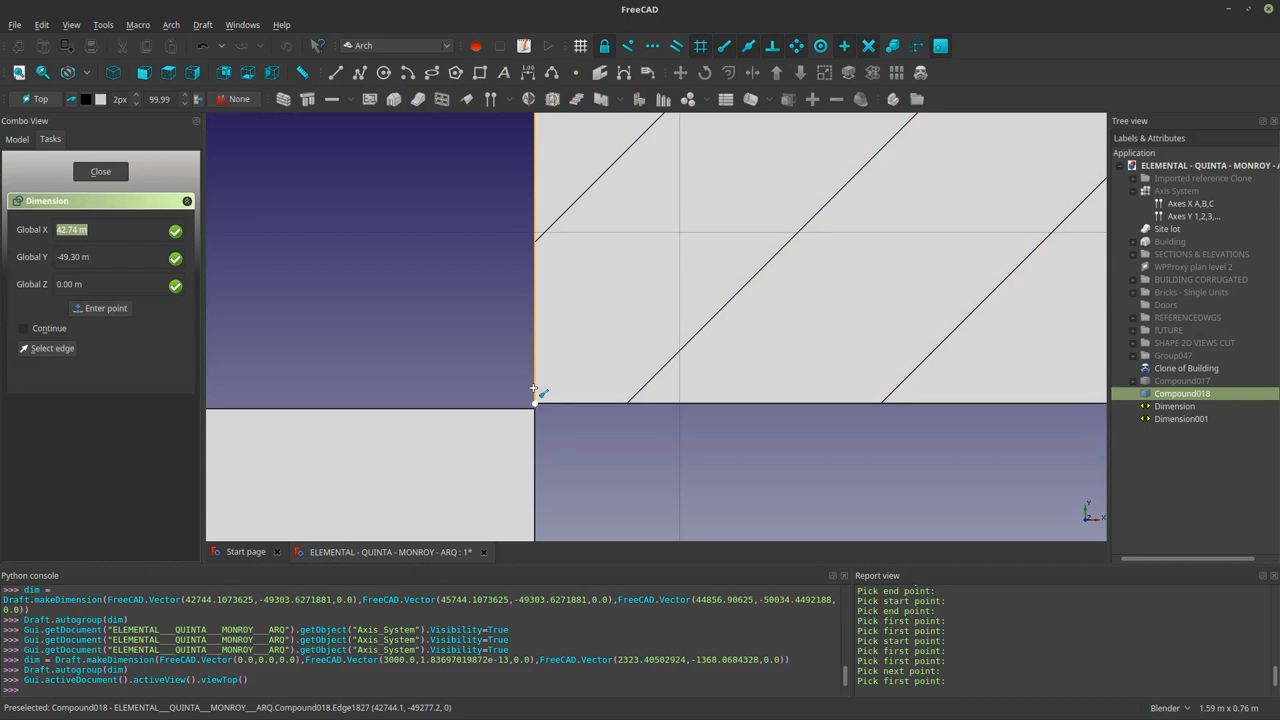 FreeCAD
File Edit View Tools Macro Arch Draft Windows Help
Arch
Top 2px 99.99 None
Combo View
Model Tasks
Close
Dimension
Global X 42.74 m
Global Y -49.30 m
Global Z 0.00 m
Enter point
Continue
Select edge
Y
Z X
Tree view
Labels & Attributes
Application
ELEMENTAL - QUINTA - MONROY - A
Imported reference Clone
Axis System
Axes X A,B,C
Axes Y 1,2,3,...
Site lot
Building
SECTIONS & ELEVATIONS
WPProxy plan level 2
BUILDING CORRUGATED
Bricks - Single Units
Doors
REFERENCEDWGS
fUTURE
SHAPE 2D VIEWS CUT
Group047
Clone of Building
Compound017
Compound018
Dimension
Dimension001
Start page ELEMENTAL - QUINTA - MONROY - ARQ : 1*
Python console
>>> dim =
Draft.makeDimension(FreeCAD.Vector(42744.1073625,-49303.6271881,0.0),FreeCAD.Vector(45744.1073625,-49303.6271881,0.0),FreeCAD.Vector(44856.90625,-50034.4492188,
0.0))
>>> Draft.autogroup(dim)
>>> Gui.getDocument("ELEMENTAL___QUINTA___MONROY___ARQ").getObject("Axis_System").Visibility=True
>>> Gui.getDocument("ELEMENTAL___QUINTA___MONROY___ARQ").getObject("Axis_System").Visibility=True
>>> Gui.getDocument("ELEMENTAL___QUINTA___MONROY___ARQ").getObject("Axis_System").Visibility=True
>>> dim = Draft.makeDimension(FreeCAD.Vector(0.0,0.0,0.0),FreeCAD.Vector(3000.0,1.83697019872e-13,0.0),FreeCAD.Vector(2323.40502924,-1368.0684328,0.0))
>>> Draft.autogroup(dim)
>>> Gui.activeDocument().activeView().viewTop()
>>>
Report view
Pick end point:
Pick start point:
Pick end point:
Pick first point:
Pick first point:
Pick start point:
Pick first point:
Pick first point:
Pick next point:
Pick first point:
Preselected: Compound018 - ELEMENTAL___QUINTA___MONROY___ARQ.Compound018.Edge1827 (42744.1, -49277.2, 0)
Blender 1.59 m x 0.76 m